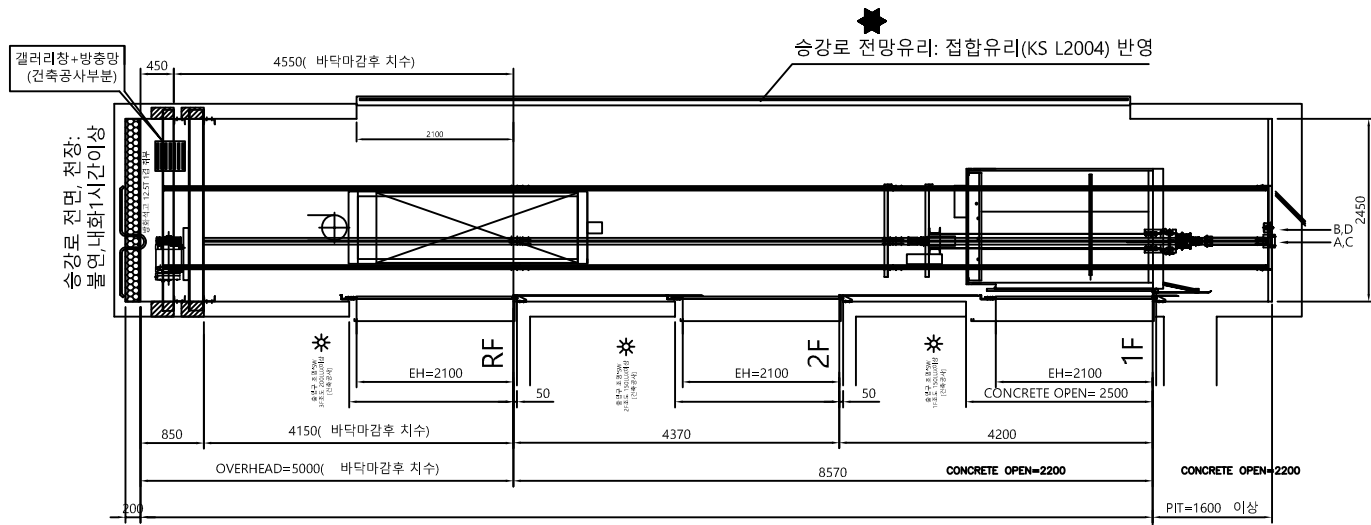 승강로 전망유리: 접합유리(KS L2004) 반영
갤러리창+방충망
(건축공사부분)
450
4550( 바닥마감후 치수)
2100
승강로 전면, 천장:
불연,내화1시간이상
2450
B,D
A,C
RF
2F
1F
EH=2100
EH=2100
EH=2100
50
50
CONCRETE OPEN= 2500
850
4150( 바닥마감후 치수)
4370
4200
OVERHEAD=5000( 바닥마감후 치수)
8570
CONCRETE OPEN=2200
CONCRETE OPEN=2200
200
PIT=1600 이상